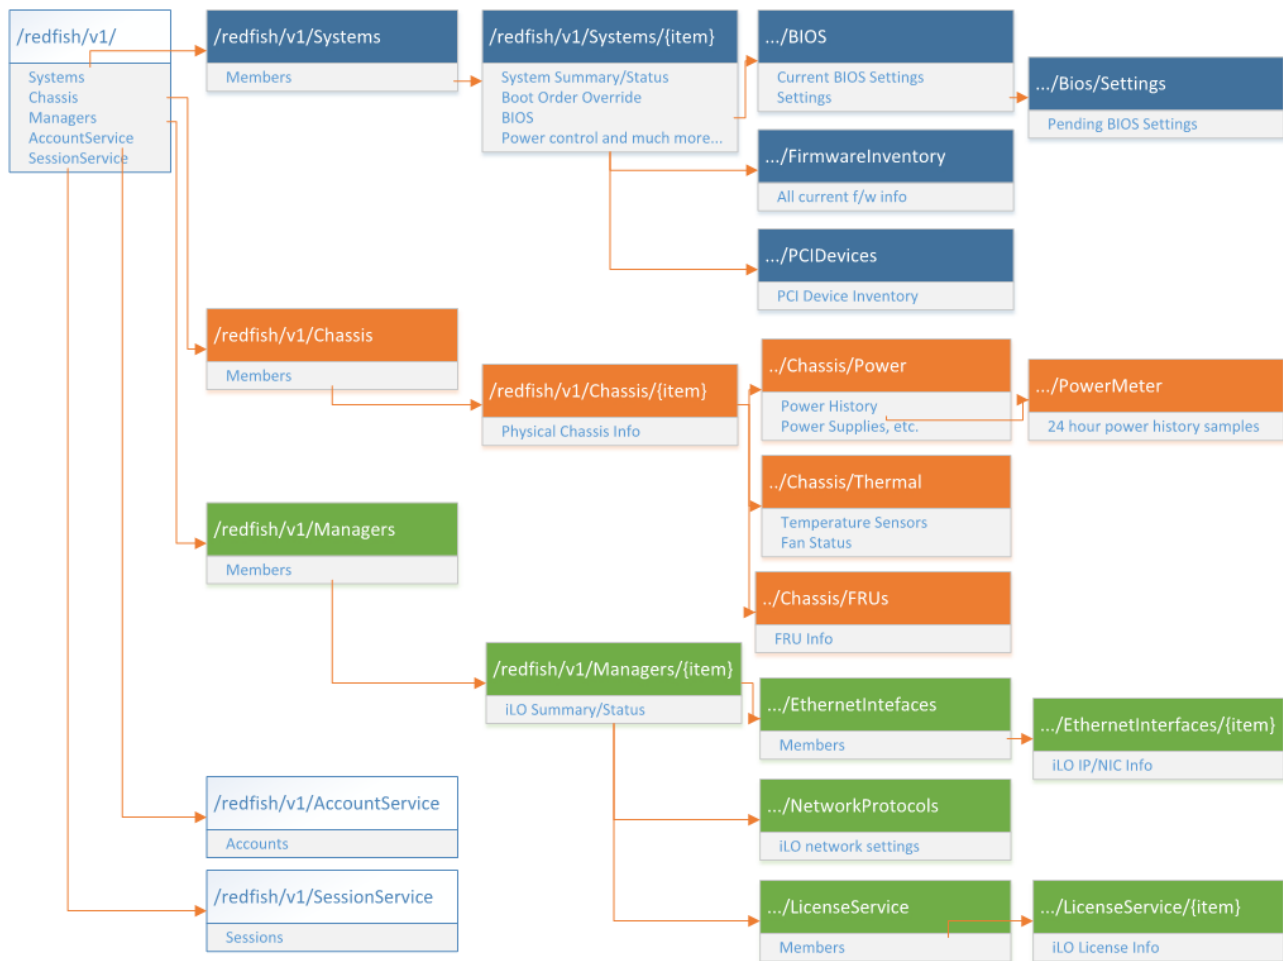 /redfish/v1/
Systems
Chassis
Managers
AccountService
SessionService
/redfish/v1/Systems
Members
/redfish/v1/Systems/{item}
System Summary/Status
Boot Order Override
BIOS
Power control and much more...
.../BIOS
Current BIOS Settings
Settings
.../Bios/Settings
Pending BIOS Settings
.../FirmwareInventory
All current f/w info
.../PCIDevices
PCI Device Inventory
/redfish/v1/Chassis
Members
/redfish/v1/Chassis/{item}
Physical Chassis Info
../Chassis/Power
Power History
Power Supplies, etc.
.../PowerMeter
24 hour power history samples
../Chassis/Thermal
Temperature Sensors
Fan Status
../Chassis/FRUs
FRU Info
/redfish/v1/Managers
Members
/redfish/v1/Managers/{item}
iLO Summary/Status
.../EthernetIntefaces
Members
.../EthernetInterfaces/{item}
iLO IP/NIC Info
.../NetworkProtocols
iLO network settings
.../LicenseService
Members
.../LicenseService/{item}
iLO License Info
/redfish/v1/AccountService
Accounts
/redfish/v1/SessionService
Sessions